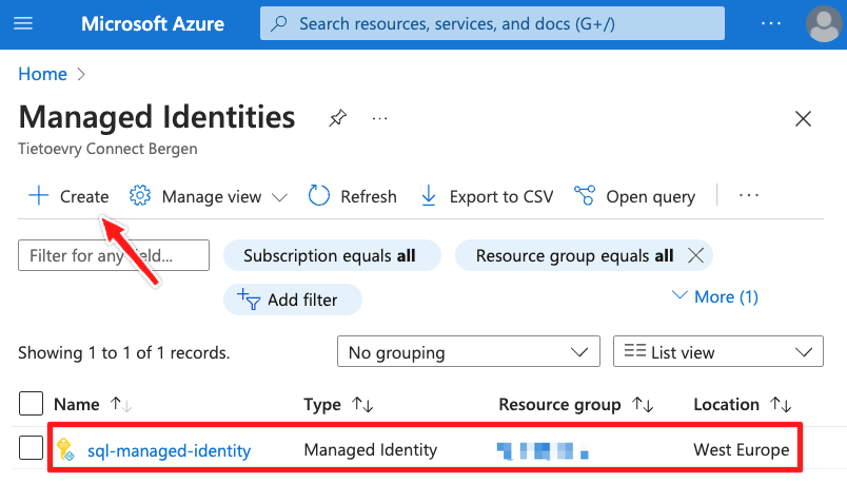 Microsoft Azure
Search resources, services, and docs (G+/)
Home
Managed Identities
Tietoevry Connect Bergen
Create Manage view Refresh Export to CSV Open query
Filter for any field... Subscription equals all Resource group equals all
Add filter More (1)
Showing 1 to 1 of 1 records. No grouping List view
Name Type Resource group Location
sql-managed-identity Managed Identity West Europe